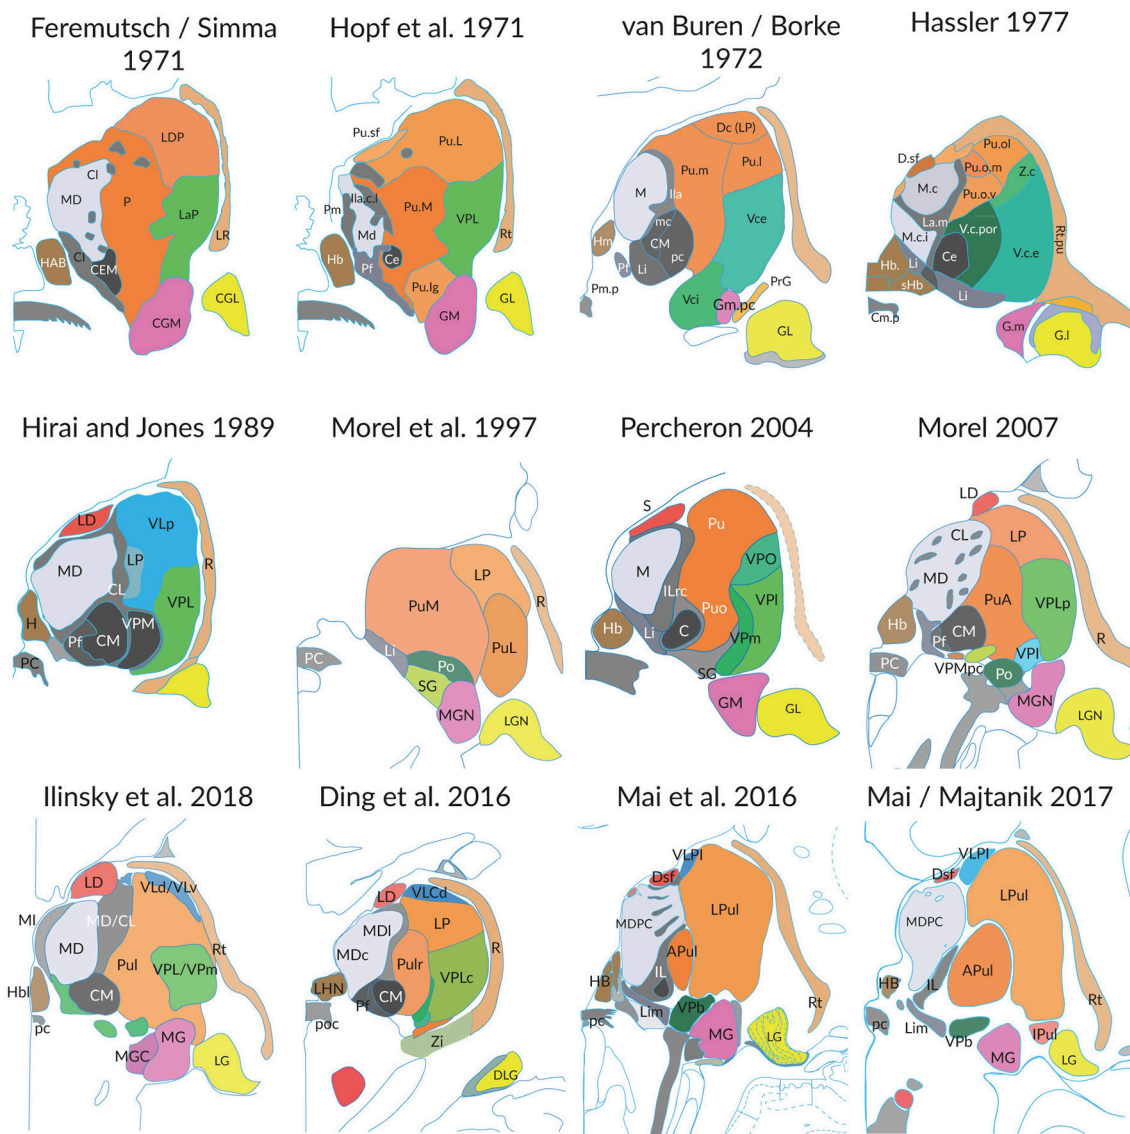 Feremutsch / Simma
1971
Hopf et al. 1971
van Buren / Borke
1972
Hassler 1977
LDP
Cl
MD
P
LaP
LR
HAB
Cl
CEM
CGM
CGL
Pu.sf
Pu.L
Pm
Ila.c.l
Pu.M
VPL
Md
Rt
Hb
Pf
Ce
Pu.lg
GM
GL
Dc (LP)
Pu.m
Pu.l
M
Ila
mc
Vce
Hm
CM
pc
Pf
Li
Pm.p
Vci
PrG
Gm.pc
GL
D.sf
Pu.ol
Pu.o.m
Z.c
M.c
Pu.o.v
La.m
V.c.por
M.c.i
Rt.pu
Hb.
Li
Ce
V.c.e
sHb
Li
Cm.p
G.m
G.l
Hirai and Jones 1989
Morel et al. 1997
Percheron 2004
Morel 2007
LD
VLp
MD
LP
CL
R
VPL
H
Pf
CM
VPM
PC
PuM
LP
R
PuL
PC
Li
Po
SG
MGN
LGN
S
Pu
M
VPO
ILrc
VPl
Puo
Hb
Li
C
VPm
SG
GM
GL
LD
CL
LP
MD
PuA
VPLp
Hb
Pf
CM
R
PC
VPMpc
VPI
Po
MGN
LGN
Ilinsky et al. 2018
Ding et al. 2016
Mai et al. 2016
Mai / Majtanik 2017
LD
VLd/VLv
MI
MD/CL
MD
Rt
Pul
VPL/VPm
Hbl
CM
pc
MG
MGC
LG
LD
VLCd
MDl
LP
MDc
R
Pulr
VPLc
LHN
Pf
CM
poc
Zi
DLG
VLPl
Dsf
LPul
MDPC
APul
IL
HB
Lim
VPb
Rt
pc
MG
LG
VLPl
Dsf
LPul
MDPC
APul
HB
IL
Rt
pc
Lim
VPb
IPul
MG
LG